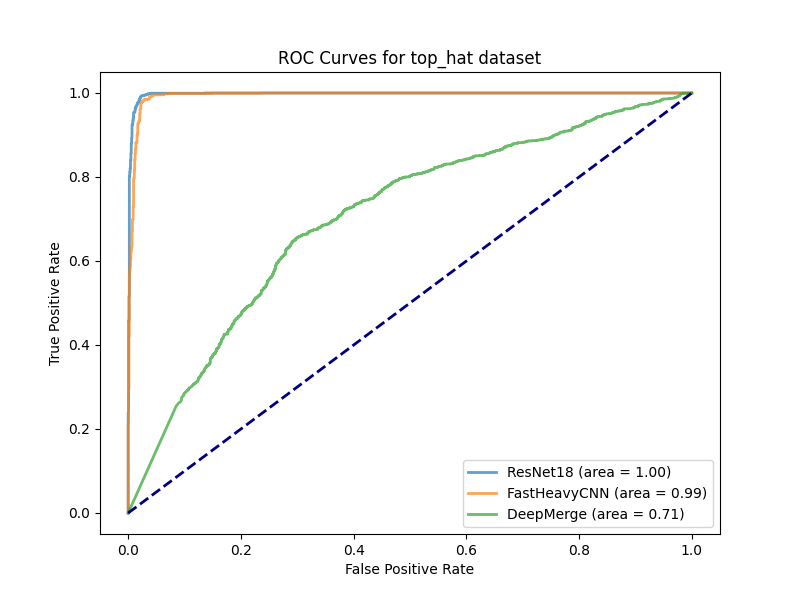 ROC Curves for top_hat dataset
True Positive Rate
1.0
0.8
0.6
0.4
0.2
0.0
ResNet18 (area = 1.00)
FastHeavyCNN (area = 0.99)
DeepMerge (area = 0.71)
0.0 0.2 0.4 0.6 0.8 1.0
False Positive Rate